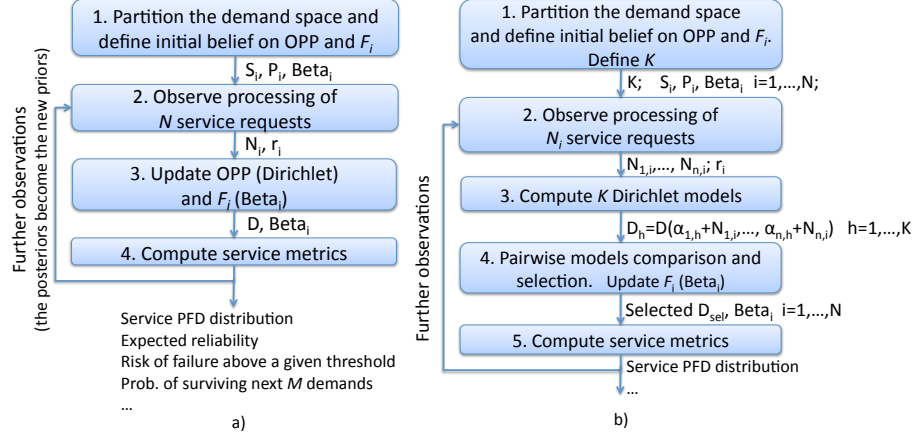 1. Partition the demand space and
define initial belief on OPP and Fi
Si, Pi, Betai
2. Observe processing of
N service requests
Ni, ri
3. Update OPP (Dirichlet)
and Fi (Betai)
D, Betai
4. Compute service metrics
Further observations
(the posteriors become the new priors)
Service PFD distribution
Expected reliability
Risk of failure above a given threshold
Prob. of surviving next M demands
...
a)
1. Partition the demand space
and define initial belief on OPP and Fi.
Define K
K; Si, Pi, Betai i=1,...,N;
2. Observe processing of
Ni service requests
N1,i,..., Nn,i; ri
3. Compute K Dirichlet models
Dh=D(α1,h+N1,i,..., αn,h+Nn,i) h=1,...,K
4. Pairwise models comparison and
selection. Update Fi (Betai)
Selected Dsel, Betai i=1,...,N
5. Compute service metrics
Further observations
Service PFD distribution
...
b)